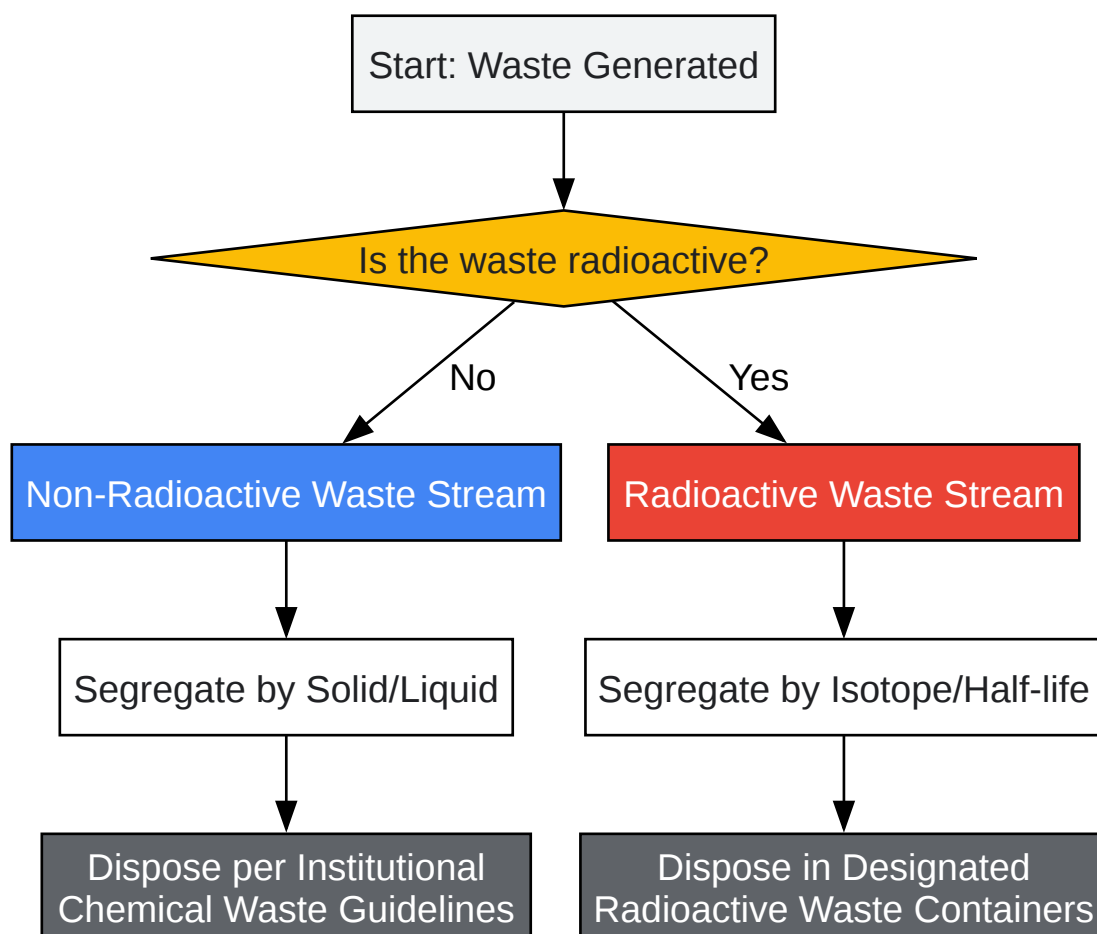 Start: Waste Generated
Is the waste radioactive?
No
Yes
Non-Radioactive Waste Stream
Radioactive Waste Stream
Segregate by Solid/Liquid
Segregate by Isotope/Half-life
Dispose per Institutional
Chemical Waste Guidelines
Dispose in Designated
Radioactive Waste Containers